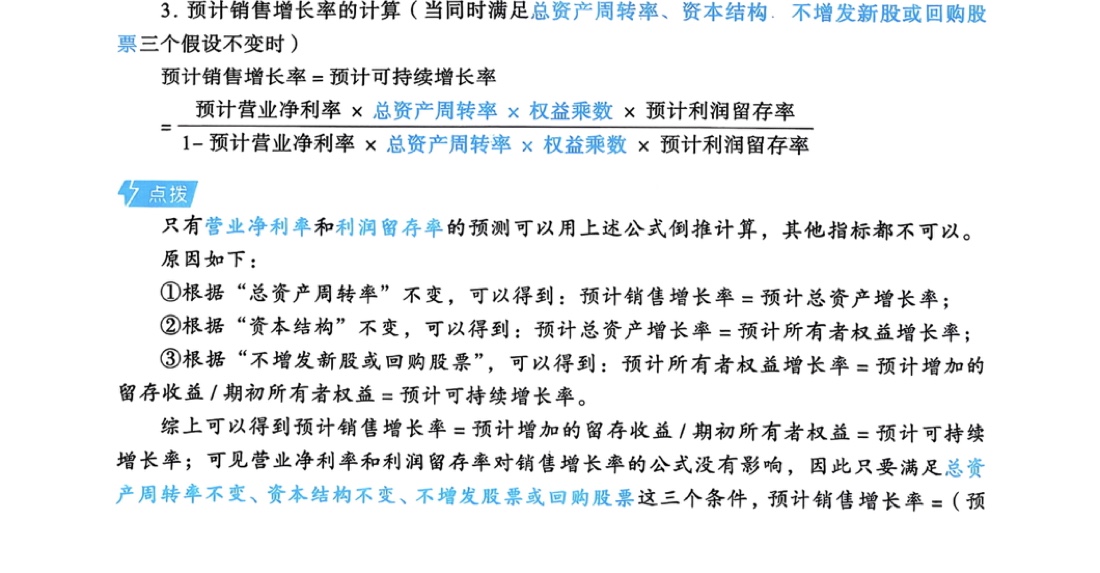 3. 预计销售增长率的计算（当同时满足总资产周转率、资本结构、不增发新股或回购股
票三个假设不变时）
预计销售增长率 = 预计可持续增长率
= 预计营业净利率 × 总资产周转率 × 权益乘数 × 预计利润留存率
1- 预计营业净利率 × 总资产周转率 × 权益乘数 × 预计利润留存率
点拨
只有营业净利率和利润留存率的预测可以用上述公式倒推计算，其他指标都不可以。
原因如下：
①根据“总资产周转率”不变，可以得到：预计销售增长率 = 预计总资产增长率；
②根据“资本结构”不变，可以得到：预计总资产增长率 = 预计所有者权益增长率；
③根据“不增发新股或回购股票”，可以得到：预计所有者权益增长率 = 预计增加的
留存收益 / 期初所有者权益 = 预计可持续增长率。
综上可以得到预计销售增长率 = 预计增加的留存收益 / 期初所有者权益 = 预计可持续
增长率；可见营业净利率和利润留存率对销售增长率的公式没有影响，因此只要满足总资
产周转率不变、资本结构不变、不增发股票或回购股票这三个条件，预计销售增长率 =（预